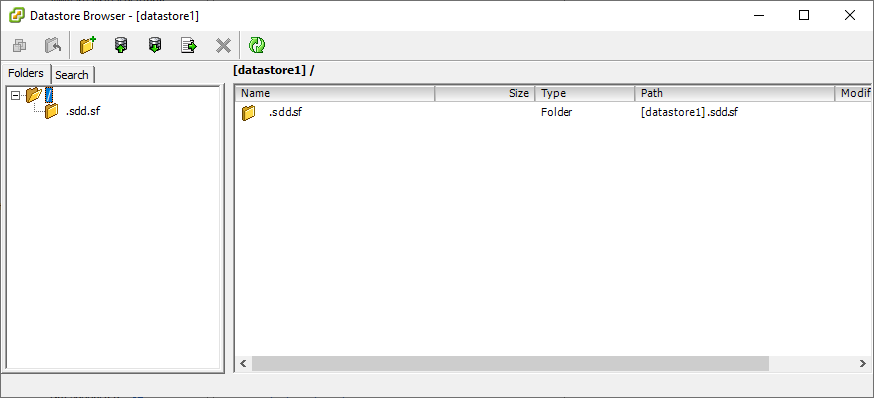 Datastore Browser - [datastore1]
Folders Search
[datastore1] /
/
.sdd.sf
Name Size Type Path Modif
.sdd.sf Folder [datastore1] .sdd.sf